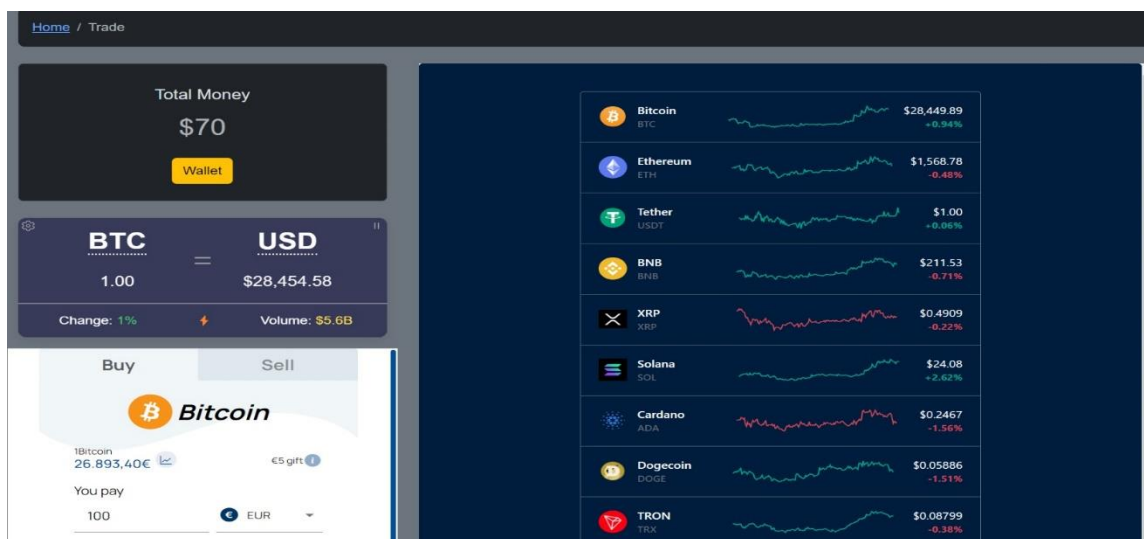 Home / Trade
Total Money
$70
Wallet
BTC = USD
1.00 $28,454.58
Change: 1% Volume: $5.6B
Buy Sell
Bitcoin
1Bitcoin
26.893,40€ €5 gift i
You pay
100 € EUR
Bitcoin $28,449.89
BTC +0.94%
Ethereum $1,568.78
ETH -0.48%
Tether $1.00
USDT +0.06%
BNB $211.53
BNB -0.71%
XRP $0.4909
XRP -0.22%
Solana $24.08
SOL +2.62%
Cardano $0.2467
ADA -1.56%
Dogecoin $0.05886
DOGE -1.51%
TRON $0.08799
TRX -0.38%